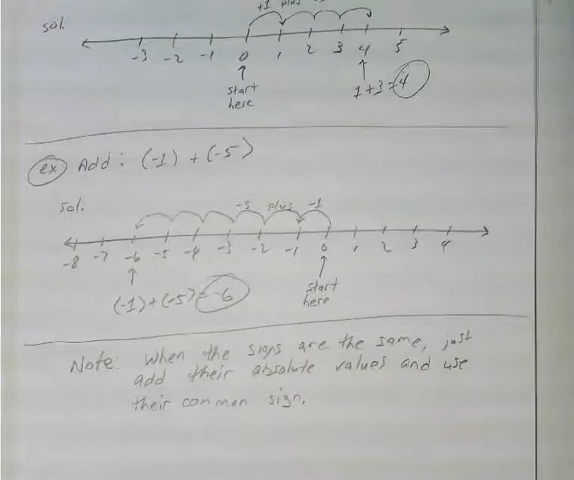 +1 plus
sol.
-3 -2 -1 0 1 2 3 4 5
start
here
1+3=4
ex Add: (-1) + (-5)
sol.
-5 plus -1
-8 -7 -6 -5 -4 -3 -2 -1 0 1 2 3 4
(-1)+(-5)=-6
start
here
Note: When the signs are the same, just
add their absolute values and use
their common sign.